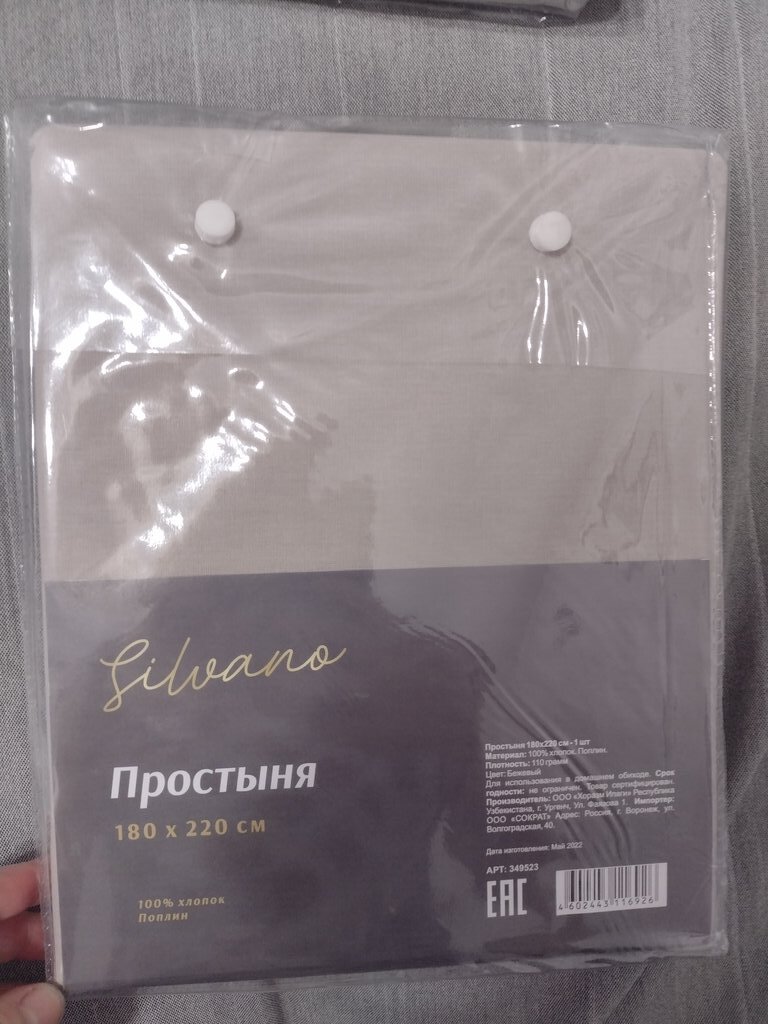 Silvano
Простыня
180 x 220 см
100% хлопок
Поплин
Простыня 180x220 см - 1 шт
Материал: 100% хлопок. Поплин.
Плотность: 110 грамм
Цвет: Бежевый
Для использования в домашнем обиходе. Срок
годности: не ограничен. Товар сертифицирован.
Производитель: ООО «Хоразм Ипаги» Республика
Узбекистана, г. Ургенч, Ул. Фаязова 1. Импортер:
ООО «СОКРАТ» Адрес: Россия, г. Воронеж, ул.
Волгоградская, 40.
Дата изготовления: Май 2022
АРТ: 349523
EAC
4 602443 116926